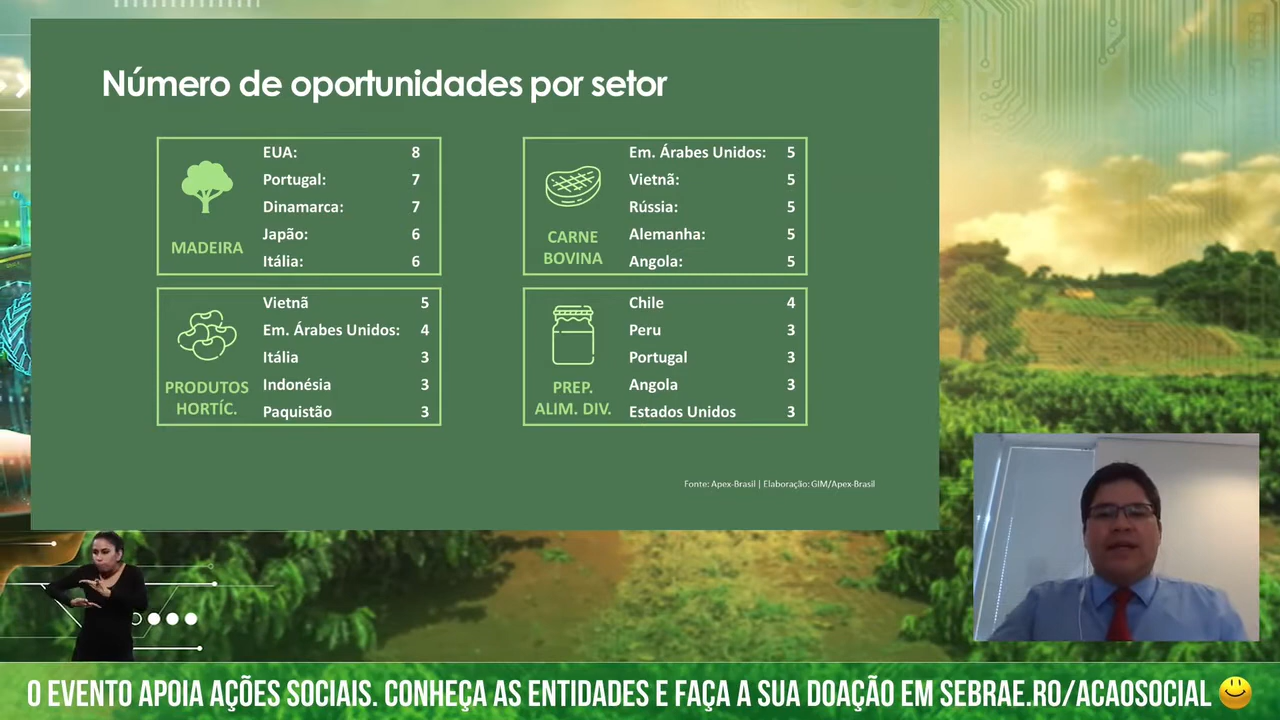 Número de oportunidades por setor
MADEIRA
EUA: 8
Portugal: 7
Dinamarca: 7
Japão: 6
Itália: 6
CARNE
BOVINA
Em. Árabes Unidos: 5
Vietnã: 5
Rússia: 5
Alemanha: 5
Angola: 5
PRODUTOS
HORTÍC.
Vietnã 5
Em. Árabes Unidos: 4
Itália 3
Indonésia 3
Paquistão 3
PREP.
ALIM. DIV.
Chile 4
Peru 3
Portugal 3
Angola 3
Estados Unidos 3
Fonte: Apex-Brasil | Elaboração: GIM/Apex-Brasil
O EVENTO APOIA AÇÕES SOCIAIS. CONHEÇA AS ENTIDADES E FAÇA A SUA DOAÇÃO EM SEBRAE.RO/ACAOSOCIAL